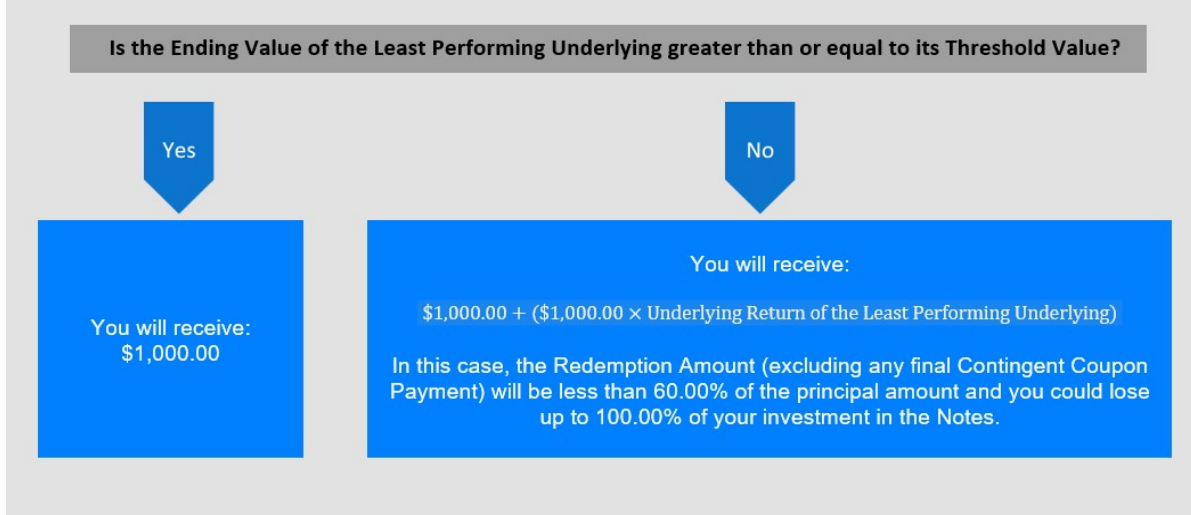 Is the Ending Value of the Least Performing Underlying greater than or equal to its Threshold Value?
Yes
No
You will receive:
$1,000.00
You will receive:
$1,000.00 + ($1,000.00 × Underlying Return of the Least Performing Underlying)
In this case, the Redemption Amount (excluding any final Contingent Coupon
Payment) will be less than 60.00% of the principal amount and you could lose
up to 100.00% of your investment in the Notes.